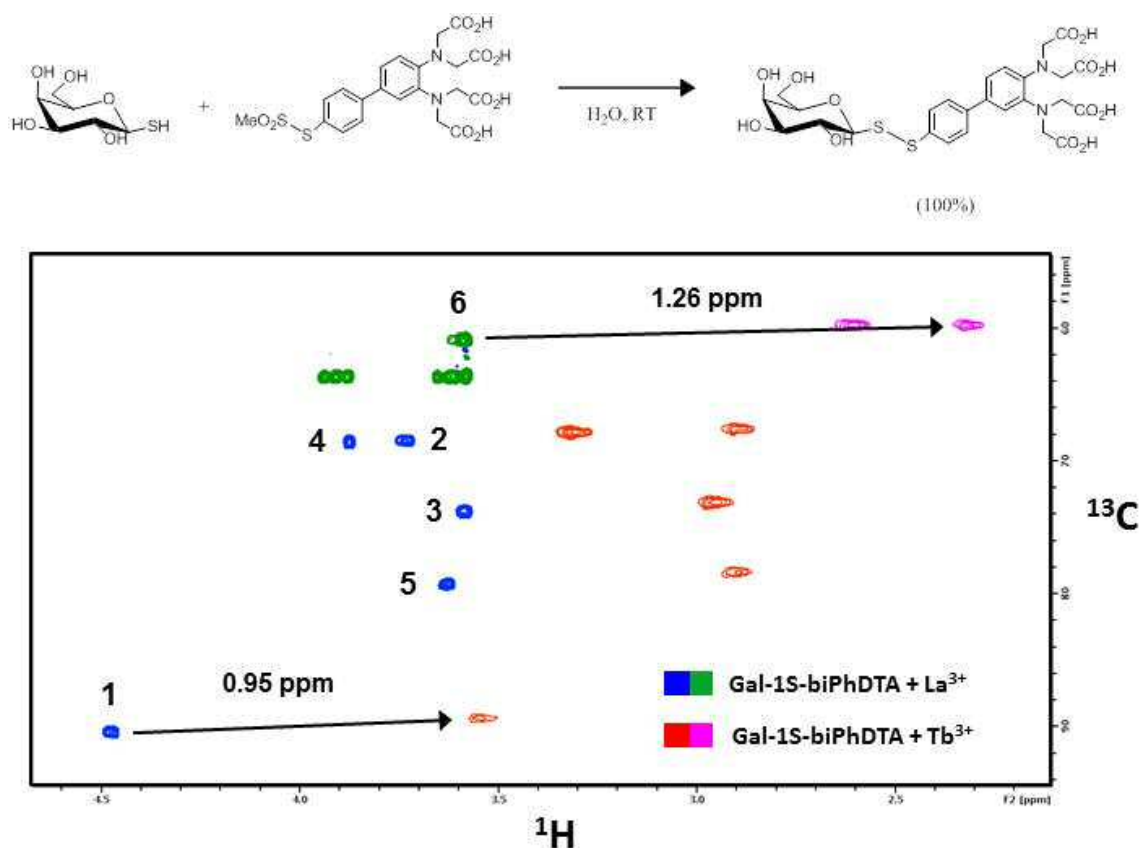 OH OH
O
HO SH
OH
+
MeO₂S
S
N CO₂H
CO₂H
N CO₂H
CO₂H
H₂O, RT
OH OH
O
HO S
OH S
N CO₂H
CO₂H
N CO₂H
CO₂H
(100%)
6
1.26 ppm
4
2
3
5
1
0.95 ppm
Gal-1S-biPhDTA + La³⁺
Gal-1S-biPhDTA + Tb³⁺
F1 [ppm]
60
70
80
90
¹³C
4.5 4.0 3.5 3.0 2.5 F2 [ppm]
¹H